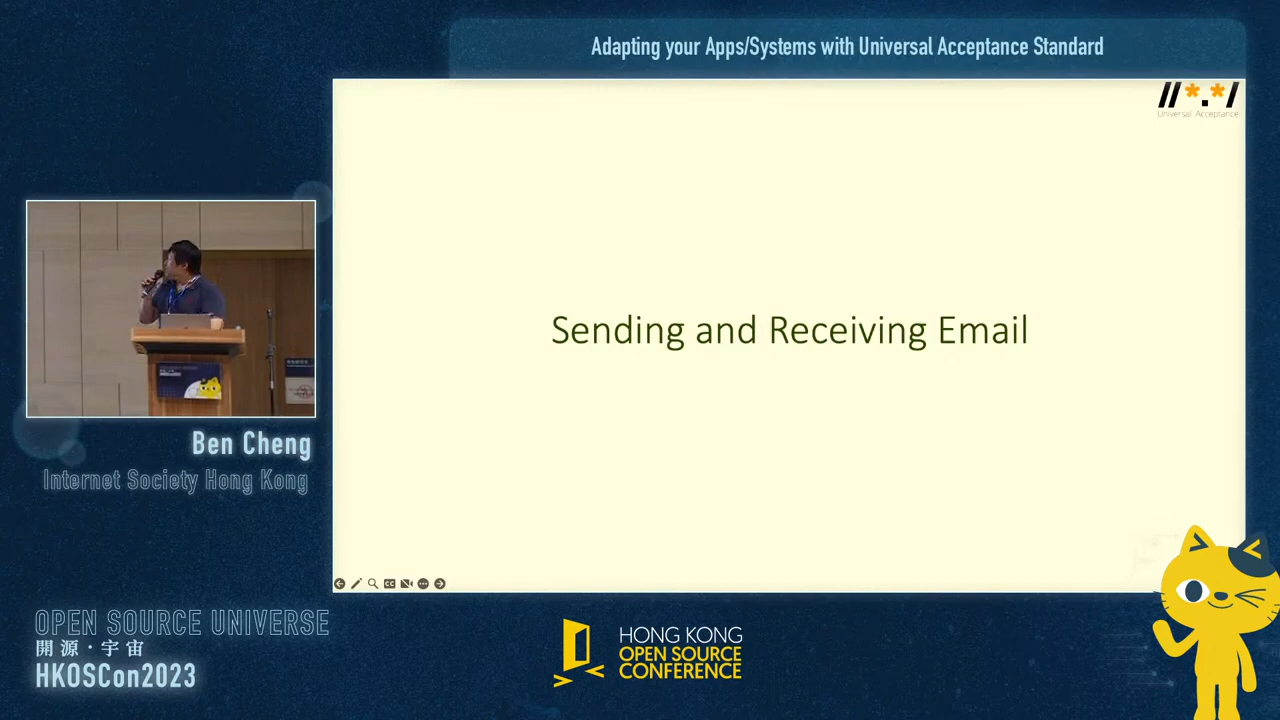 Adapting your Apps/Systems with Universal Acceptance Standard
//*.*/
Universal Acceptance
Sending and Receiving Email
Ben Cheng
Internet Society Hong Kong
OPEN SOURCE UNIVERSE
開源·宇宙
HKOSCon2023
HONG KONG
OPEN SOURCE
CONFERENCE